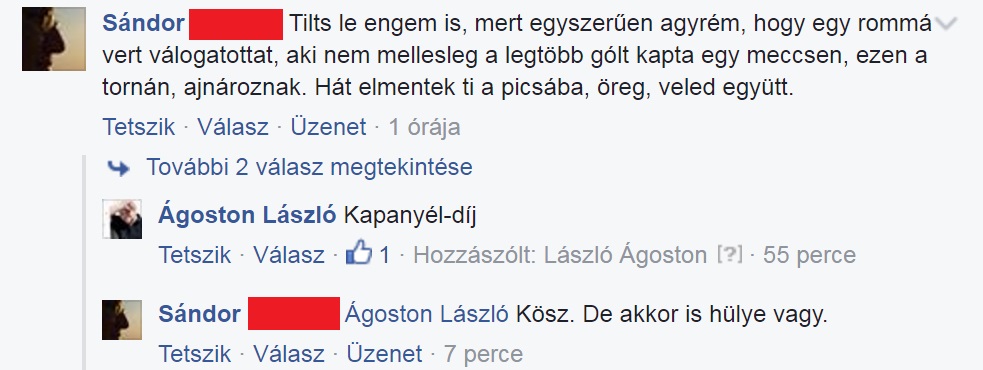 Sándor Tilts le engem is, mert egyszerűen agyrém, hogy egy rommá
vert válogatottat, aki nem mellesleg a legtöbb gólt kapta egy meccsen, ezen a
tornán, ajnároznak. Hát elmentek ti a picsába, öreg, veled együtt.
Tetszik · Válasz · Üzenet · 1 órája
További 2 válasz megtekintése
Ágoston László Kapanyél-díj
Tetszik · Válasz · 1 · Hozzászólt: László Ágoston [?] · 55 perce
Sándor Ágoston László Kösz. De akkor is hülye vagy.
Tetszik · Válasz · Üzenet · 7 perce